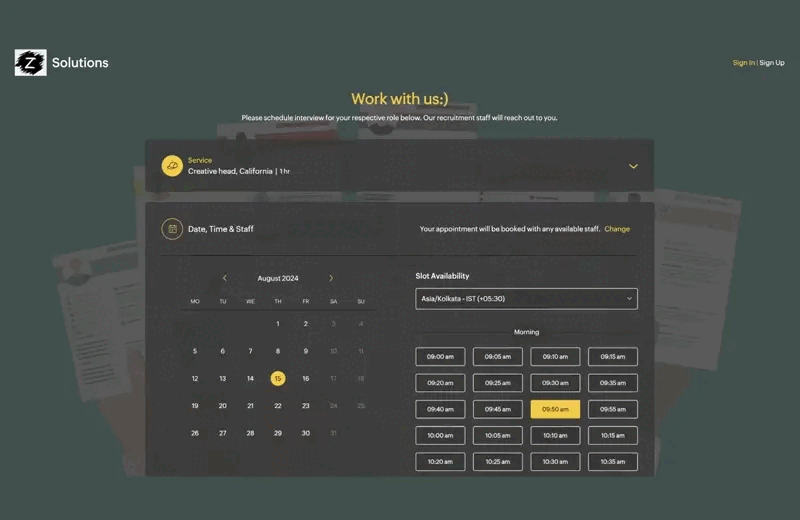 Z Solutions
Sign In | Sign Up
Work with us:)
Please schedule interview for your respective role below. Our recruitment staff will reach out to you.
Service
Creative head, California | 1 hr
Date, Time & Staff
Your appointment will be booked with any available staff. Change
August 2024
MO TU WE TH FR SA SU
1 2 3 4
5 6 7 8 9 10 11
12 13 14 15 16 17 18
19 20 21 22 23 24 25
26 27 28 29 30 31
Slot Availability
Asia/Kolkata - IST (+05:30)
Morning
09:00 am 09:05 am 09:10 am 09:15 am
09:20 am 09:25 am 09:30 am 09:35 am
09:40 am 09:45 am 09:50 am 09:55 am
10:00 am 10:05 am 10:10 am 10:15 am
10:20 am 10:25 am 10:30 am 10:35 am